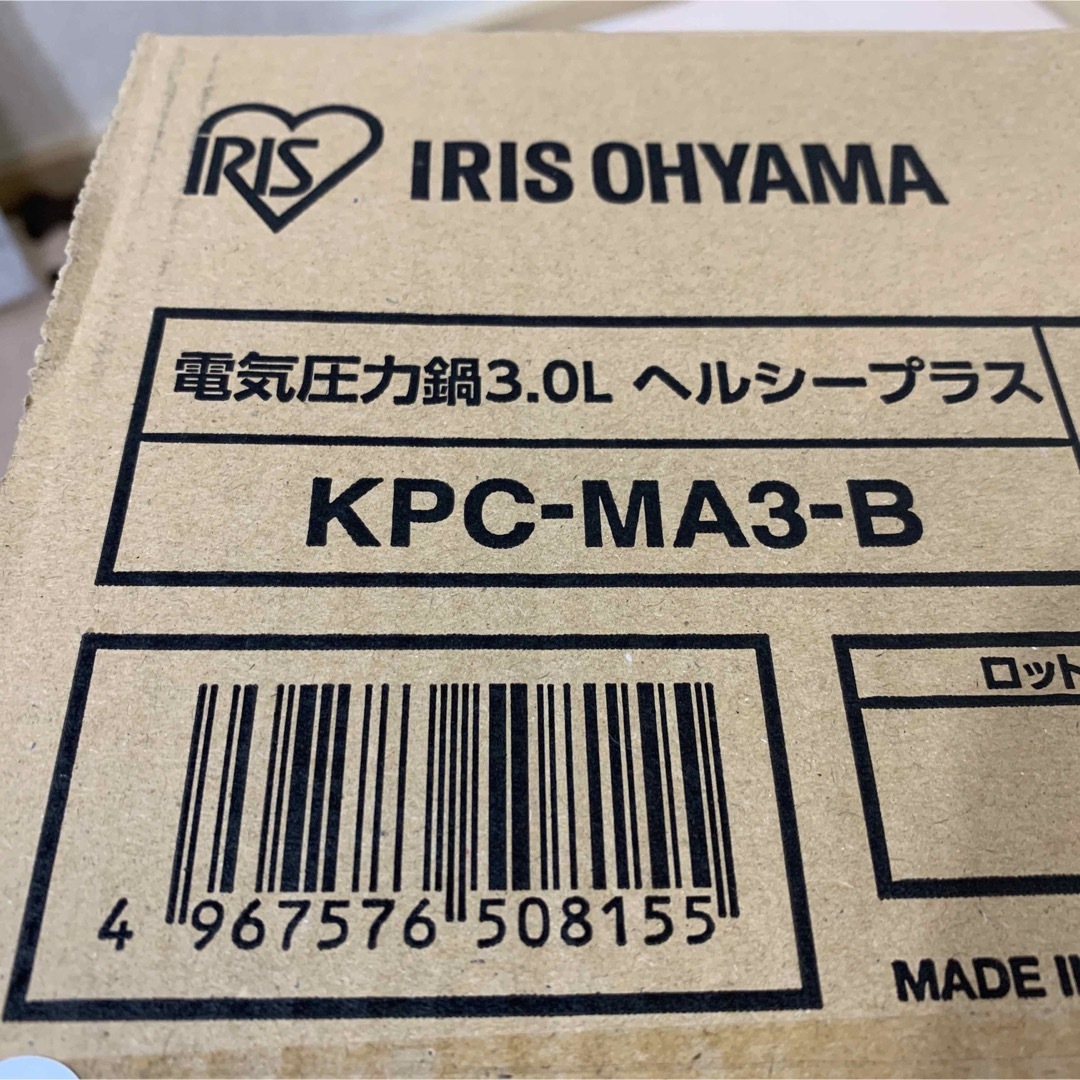 IRIS IRIS OHYAMA
電気圧力鍋3.0L ヘルシープラス
KPC-MA3-B
ロット
4 967576 508155
MADE